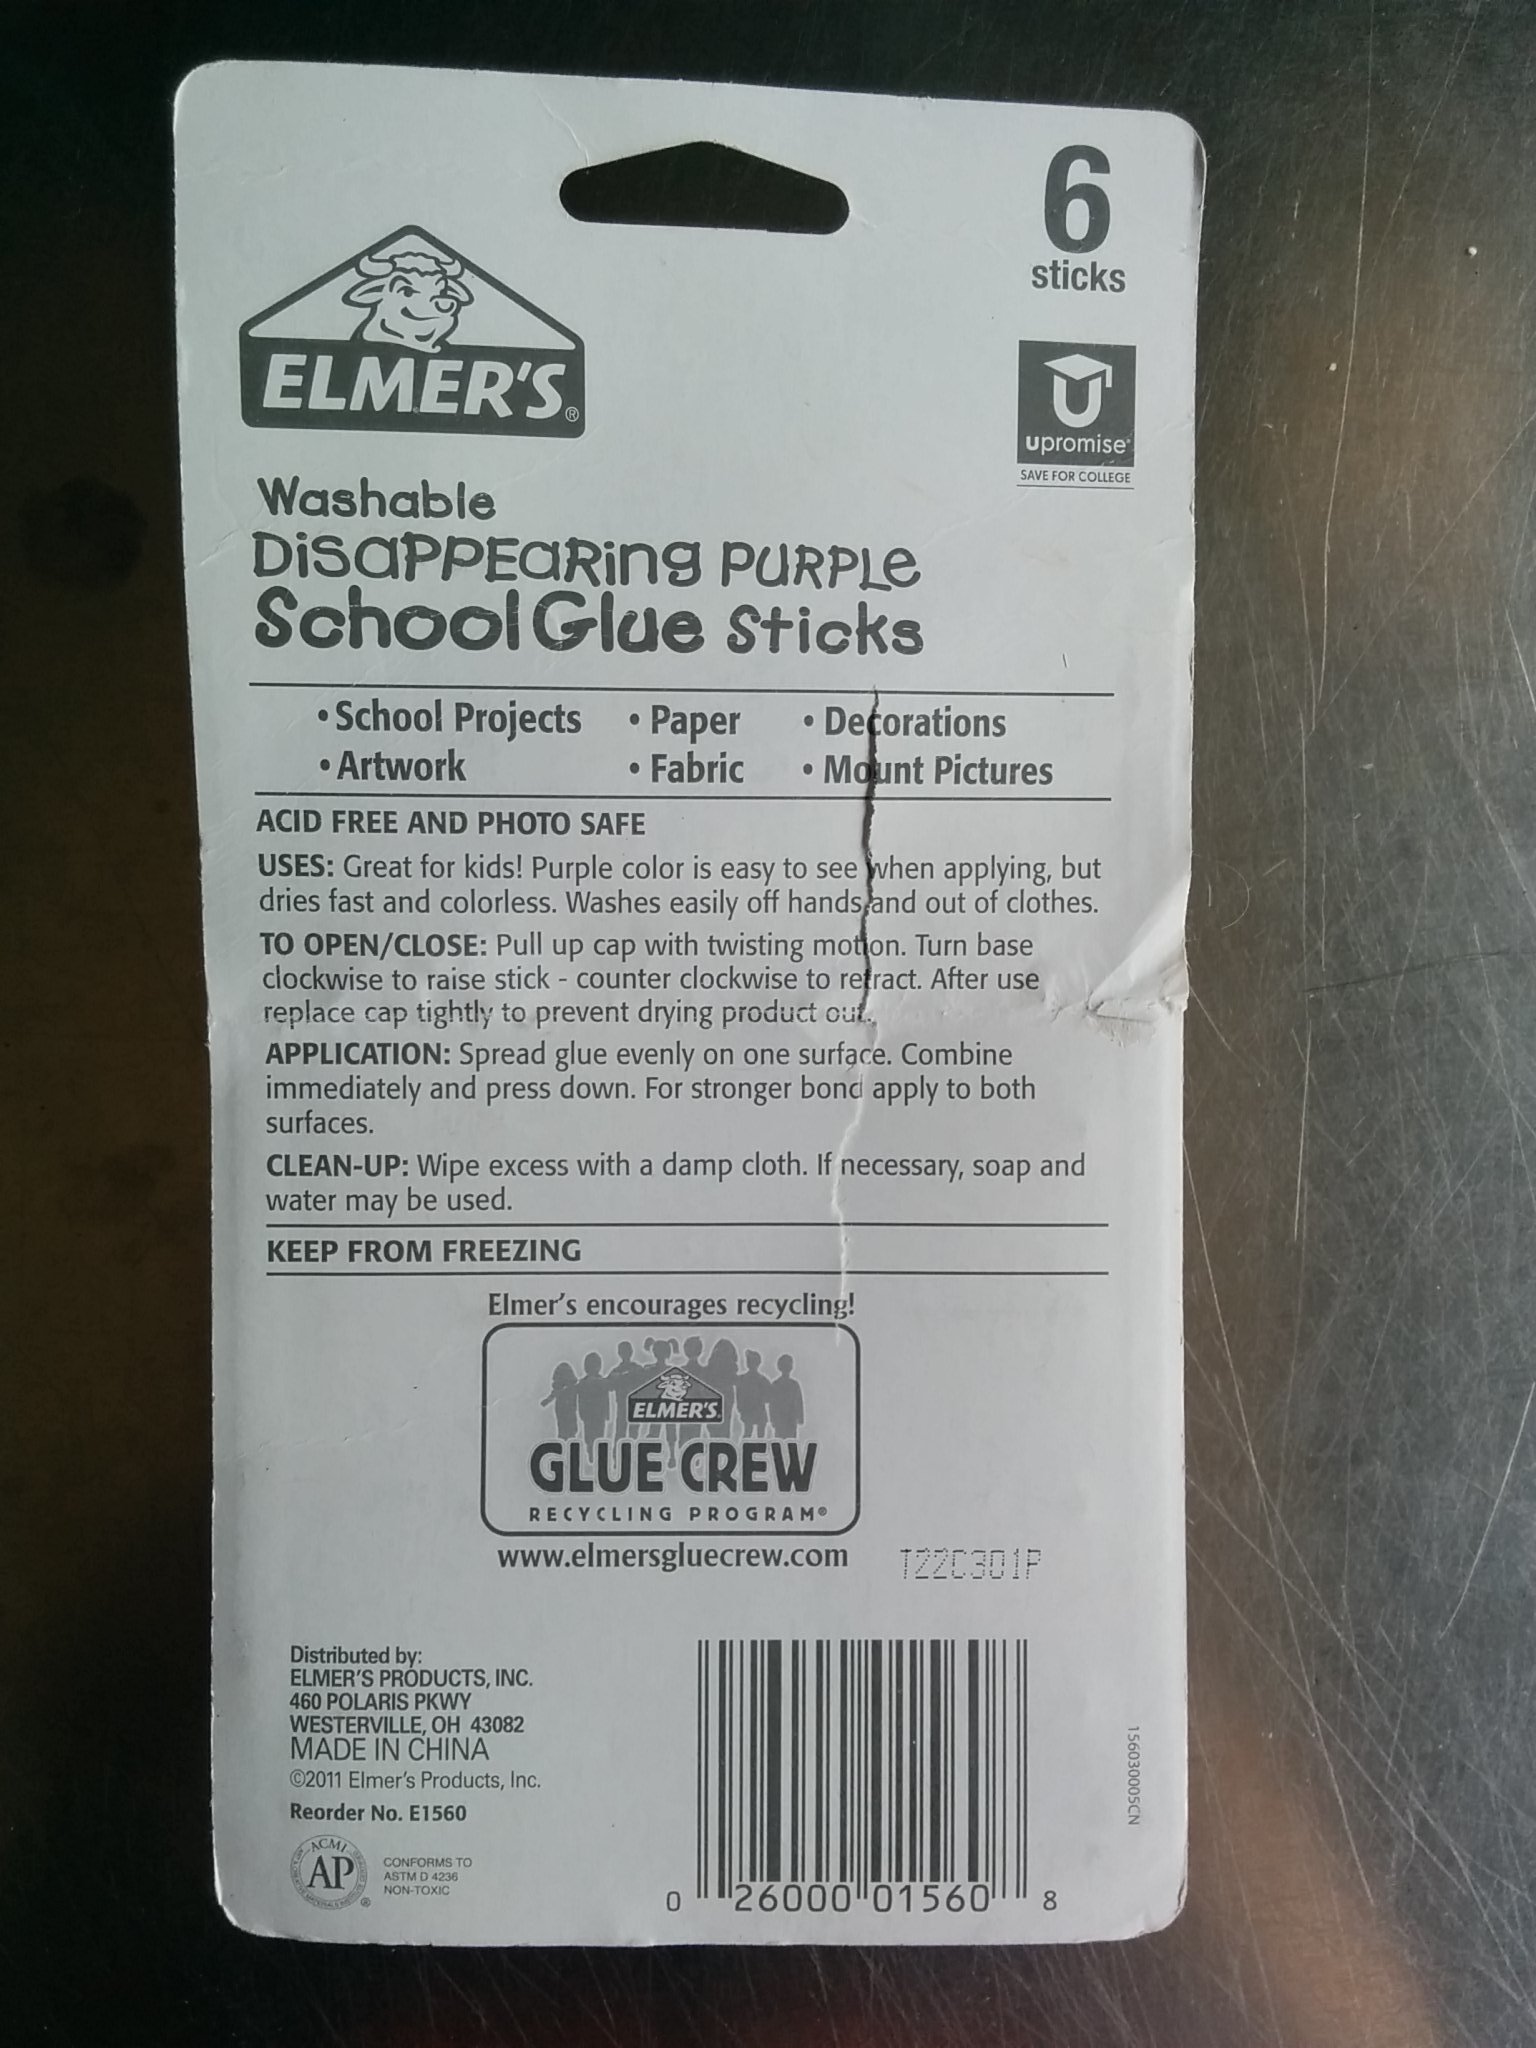 6
sticks
ELMER'S®
upromise®
SAVE FOR COLLEGE
Washable
DiSaPPEaRing PURPLe
School Glue Sticks
• School Projects • Paper • Decorations
• Artwork • Fabric • Mount Pictures
ACID FREE AND PHOTO SAFE
USES: Great for kids! Purple color is easy to see when applying, but
dries fast and colorless. Washes easily off hands and out of clothes.
TO OPEN/CLOSE: Pull up cap with twisting motion. Turn base
clockwise to raise stick - counter clockwise to retract. After use
replace cap tightly to prevent drying product out.
APPLICATION: Spread glue evenly on one surface. Combine
immediately and press down. For stronger bond apply to both
surfaces.
CLEAN-UP: Wipe excess with a damp cloth. If necessary, soap and
water may be used.
KEEP FROM FREEZING
Elmer's encourages recycling!
ELMER'S
GLUE CREW
RECYCLING PROGRAM®
www.elmersgluecrew.com
T22C301P
Distributed by:
ELMER'S PRODUCTS, INC.
460 POLARIS PKWY
WESTERVILLE, OH 43082
MADE IN CHINA
©2011 Elmer's Products, Inc.
Reorder No. E1560
ACMI
AP
®
CONFORMS TO
ASTM D 4236
NON-TOXIC
0 26000 01560 8
156030005CN